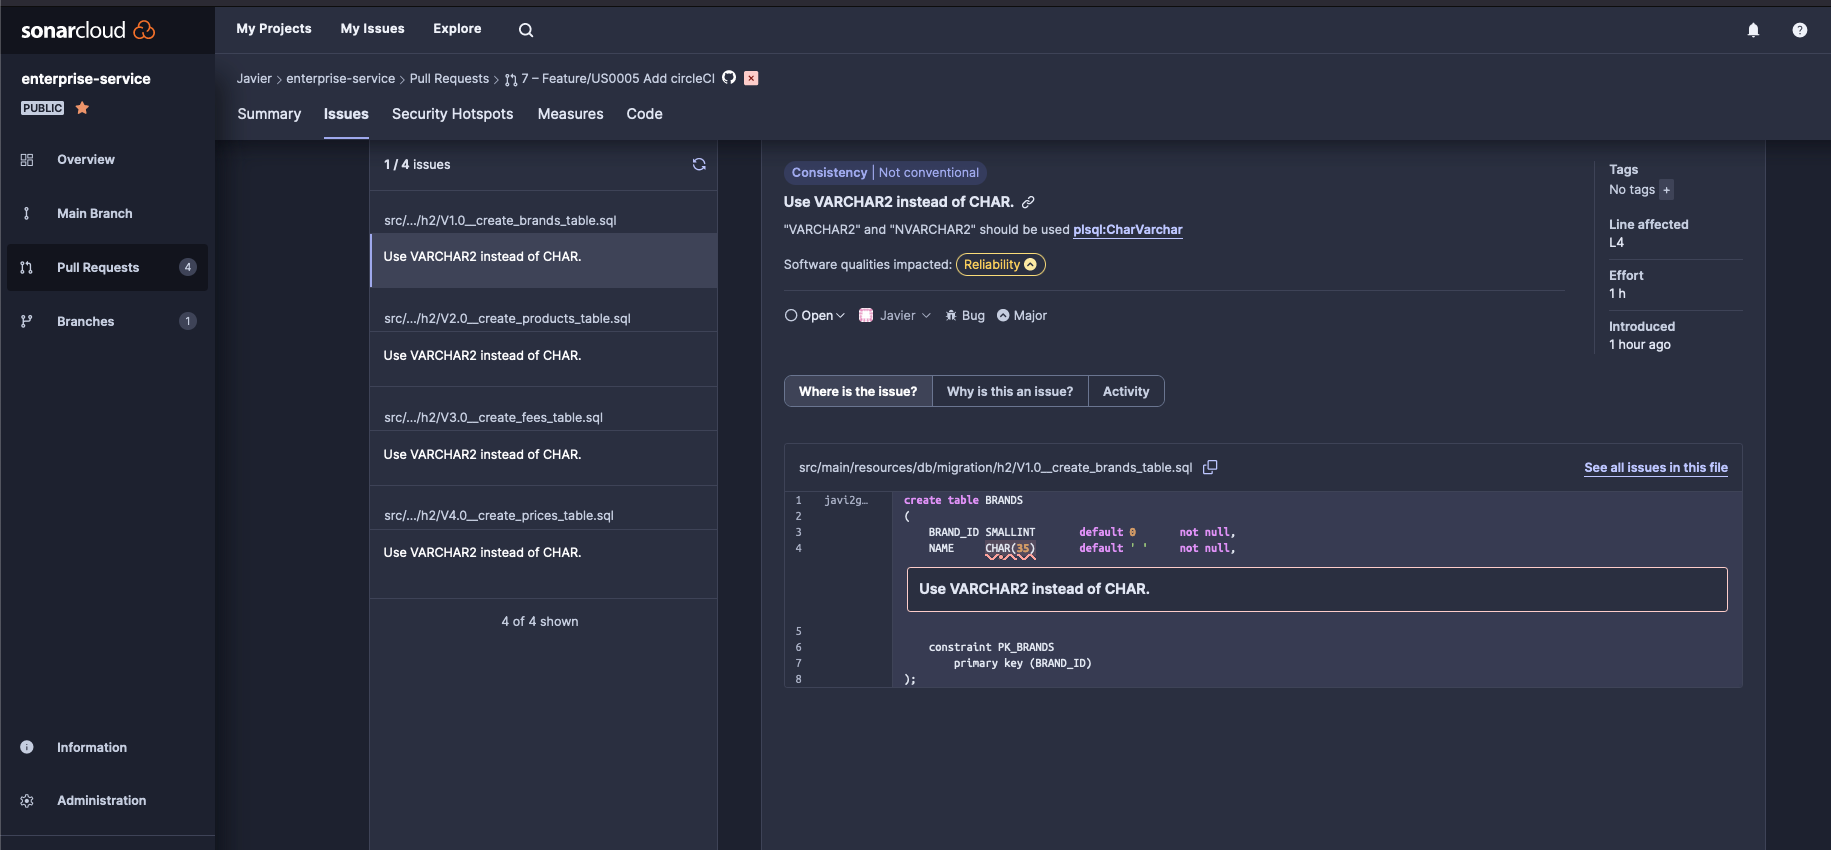 sonarcloud
My Projects My Issues Explore
enterprise-service
PUBLIC
Overview
Main Branch
Pull Requests 4
Branches 1
Information
Administration
Javier > enterprise-service > Pull Requests > 7 – Feature/US0005 Add circleCI
Summary Issues Security Hotspots Measures Code
1 / 4 issues
src/.../h2/V1.0__create_brands_table.sql
Use VARCHAR2 instead of CHAR.
src/.../h2/V2.0__create_products_table.sql
Use VARCHAR2 instead of CHAR.
src/.../h2/V3.0__create_fees_table.sql
Use VARCHAR2 instead of CHAR.
src/.../h2/V4.0__create_prices_table.sql
Use VARCHAR2 instead of CHAR.
4 of 4 shown
Consistency | Not conventional
Use VARCHAR2 instead of CHAR.
"VARCHAR2" and "NVARCHAR2" should be used plsql:CharVarchar
Software qualities impacted: Reliability
Open Javier Bug Major
Tags
No tags +
Line affected
L4
Effort
1 h
Introduced
1 hour ago
Where is the issue? Why is this an issue? Activity
src/main/resources/db/migration/h2/V1.0__create_brands_table.sql See all issues in this file
1 javi2g… create table BRANDS
2 (
3 BRAND_ID SMALLINT default 0 not null,
4 NAME CHAR(35) default ' ' not null,
Use VARCHAR2 instead of CHAR.
5
6 constraint PK_BRANDS
7 primary key (BRAND_ID)
8 );